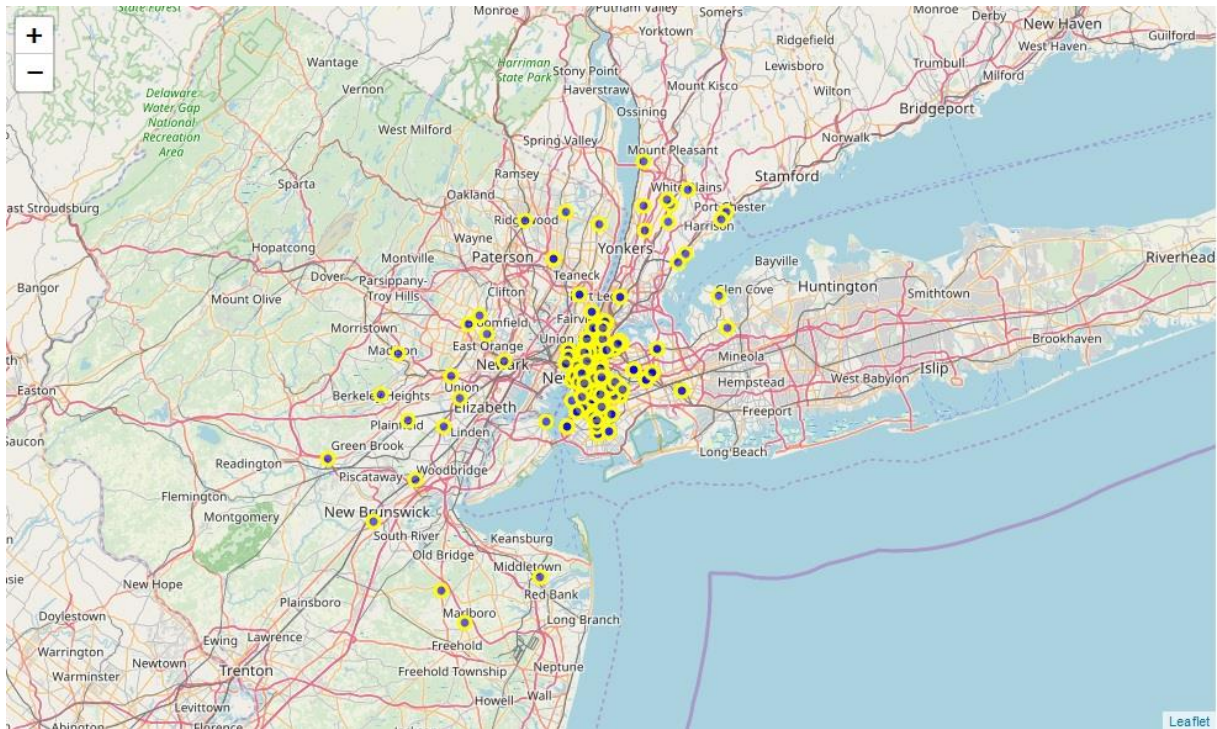 +
−
State Forest
Monroe
Putnam Valley
Somers
Monroe
Derby
New Haven
Guilford
Yorktown
Ridgefield
West Haven
Wantage
Harriman
State Park
Stony Point
Haverstraw
Lewisboro
Trumbull
Milford
Vernon
Mount Kisco
Wilton
Bridgeport
Delaware
Water Gap
National
Recreation
Area
West Milford
Ossining
Spring Valley
Norwalk
Mount Pleasant
Ramsey
Stamford
Sparta
Oakland
White Plains
Port Chester
ast Stroudsburg
Ridgewood
Harrison
Wayne
Yonkers
Hopatcong
Montville
Paterson
Bayville
Riverhead
Dover
Parsippany-
Troy Hills
Teaneck
Huntington
Bangor
Mount Olive
Clifton
Fort Lee
Glen Cove
Smithtown
Morristown
Bloomfield
Fairview
East Orange
Union
Mineola
Brookhaven
Madison
Newark
New
Hempstead
West Babylon
Islip
Easton
Berkeley Heights
Union
Elizabeth
Freeport
Plainfield
Linden
Saucon
Green Brook
Long Beach
Readington
Piscataway
Woodbridge
Flemington
Montgomery
New Brunswick
South River
Keansburg
Old Bridge
New Hope
Middletown
Plainsboro
Red Bank
Doylestown
Marlboro
Long Branch
Ewing
Lawrence
Freehold
Warrington
Newtown
Trenton
Freehold Township
Neptune
Warminster
Howell
Wall
Levittown
Leaflet